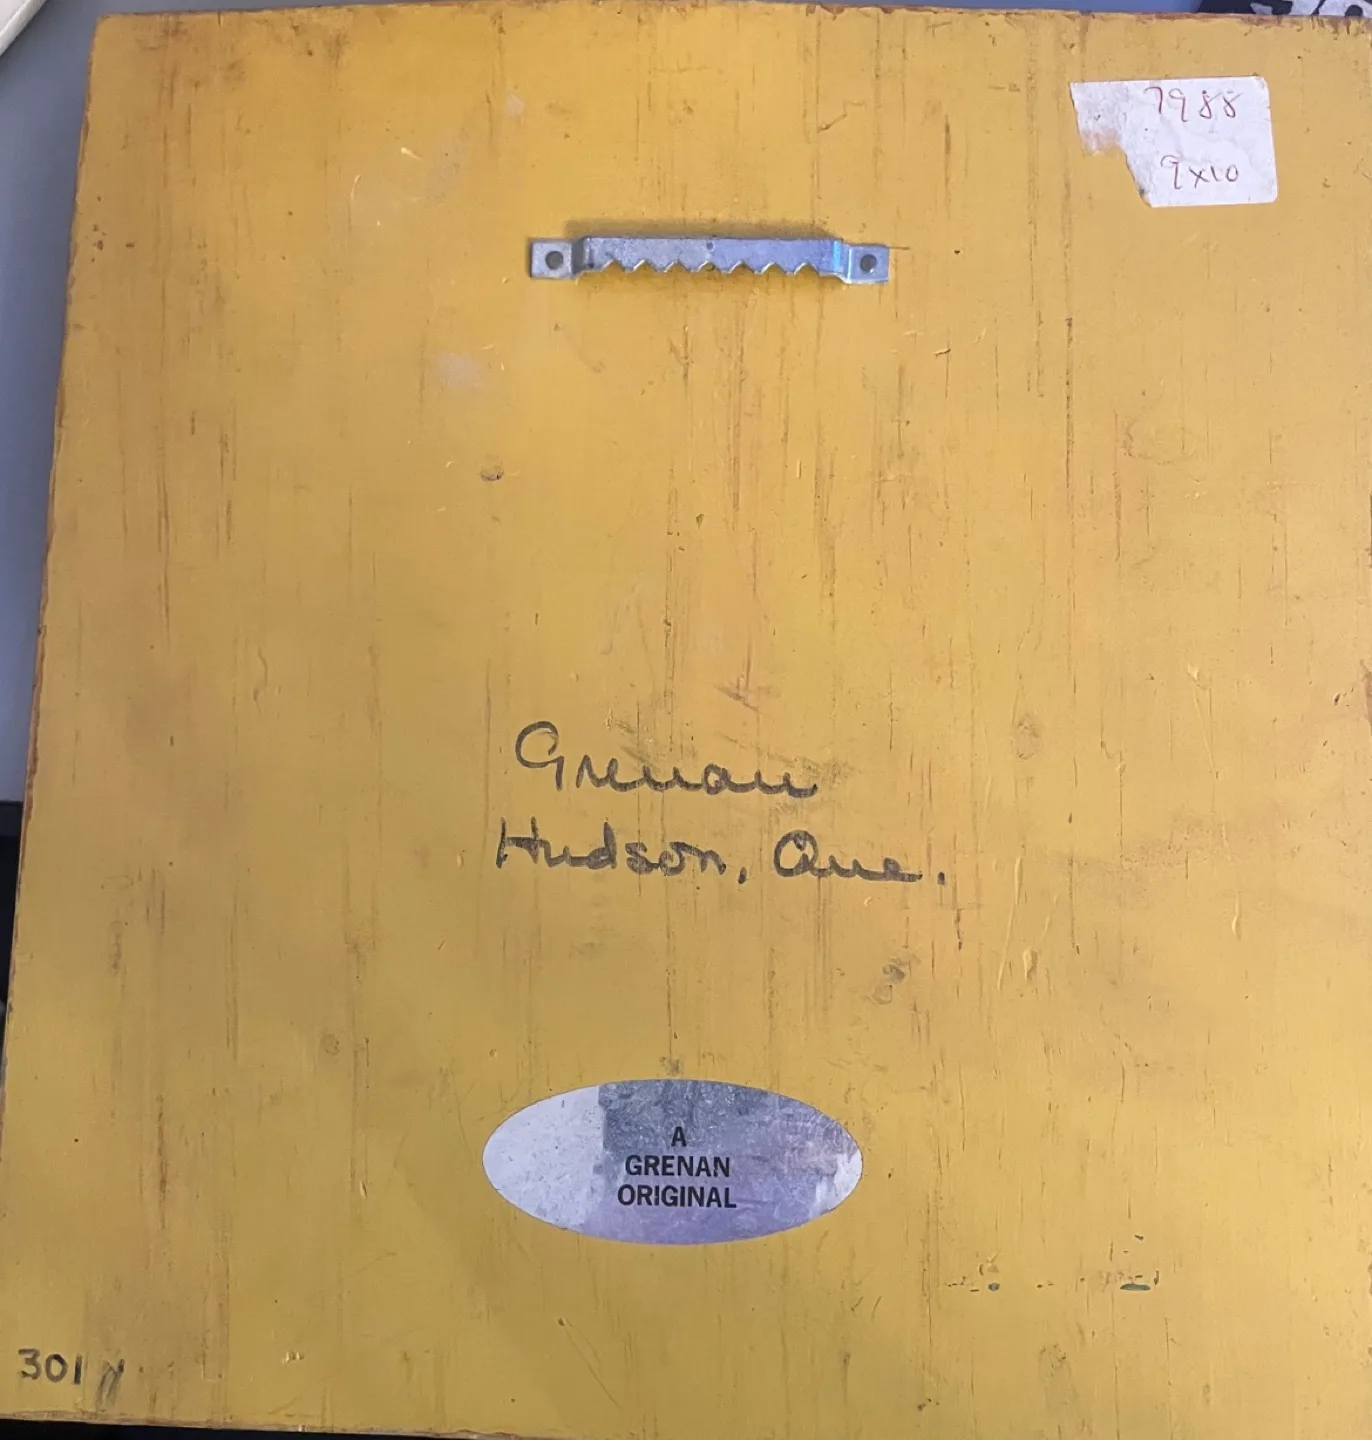 7988
9x10
Grenan
Hudson, Que.
A
GRENAN
ORIGINAL
301